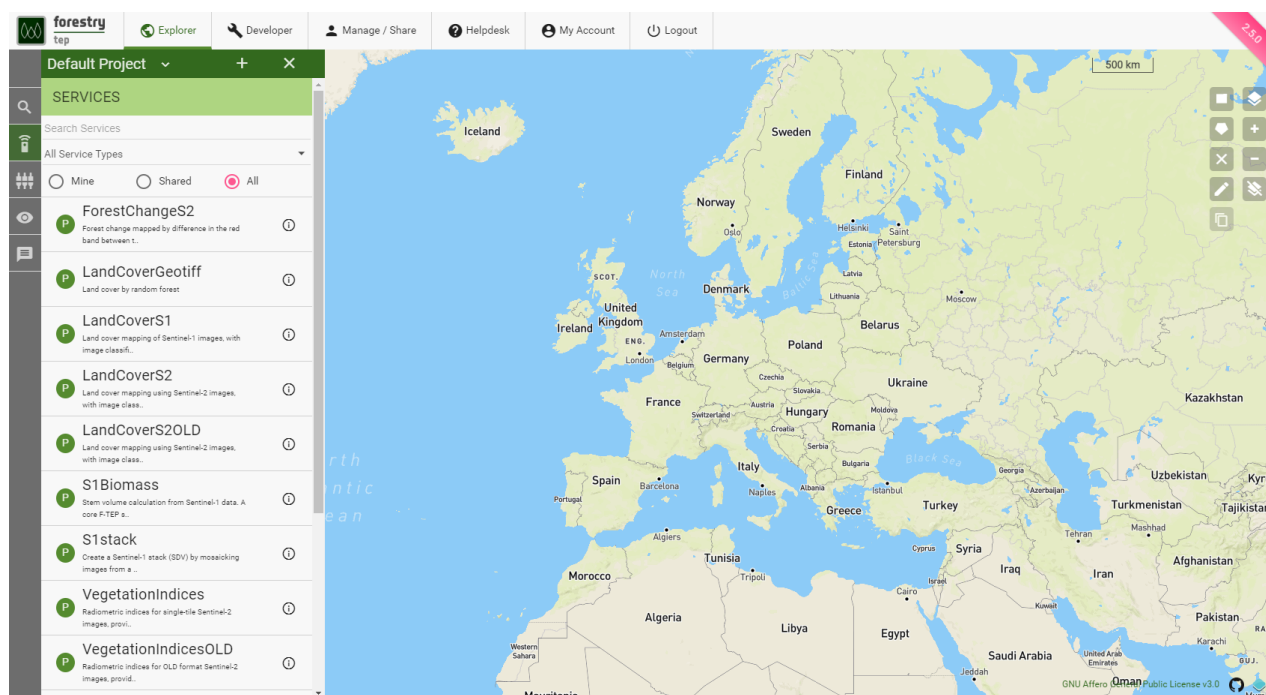 forestry
tep
Explorer
Developer
Manage / Share
Helpdesk
My Account
Logout
2.5.0
Default Project
SERVICES
Search Services
All Service Types
Mine
Shared
All
P
ForestChangeS2
Forest change mapped by difference in the red
band between t..
P
LandCoverGeotiff
Land cover by random forest
P
LandCoverS1
Land cover mapping of Sentinel-1 images, with
image classifi..
P
LandCoverS2
Land cover mapping using Sentinel-2 images,
with image class..
P
LandCoverS2OLD
Land cover mapping using Sentinel-2 images,
with image class..
P
S1Biomass
Stem volume calculation from Sentinel-1 data. A
core F-TEP s..
P
S1stack
Create a Sentinel-1 stack (SDV) by mosaicking
images from a ..
P
VegetationIndices
Radiometric indices for single-tile Sentinel-2
images, provi..
P
VegetationIndicesOLD
Radiometric indices for OLD format Sentinel-2
images, provid..
500 km
Iceland
Sweden
Finland
Norway
Oslo
Helsinki
Saint
Petersburg
Estonia
SCOT.
North
Sea
Baltic Sea
Latvia
Denmark
Lithuania
Moscow
United
Kingdom
Ireland
ENG.
Amsterdam
Belarus
London
Belgium
Germany
Poland
Czechia
Ukraine
Slovakia
France
Switzerland
Austria
Hungary
Moldova
Kazakhstan
Croatia
Romania
Serbia
rth
ntic
ean
Italy
Bulgaria
Black Sea
Georgia
Spain
Barcelona
Portugal
Naples
Albania
Istanbul
Azerbaijan
Uzbekistan
Kyr
Greece
Turkey
Turkmenistan
Tajikista
Algiers
Mashhad
Tehran
Tunisia
Cyprus
Syria
Afghanistan
Morocco
Tripoli
Iraq
Iran
Israel
Cairo
Kuwait
Algeria
Libya
Egypt
Pakistan
RA
Karachi
Western
Sahara
Saudi Arabia
United Arab
Emirates
GUJ.
Jeddah
Oman
GNU Affero General Public License v3.0
Mauritania